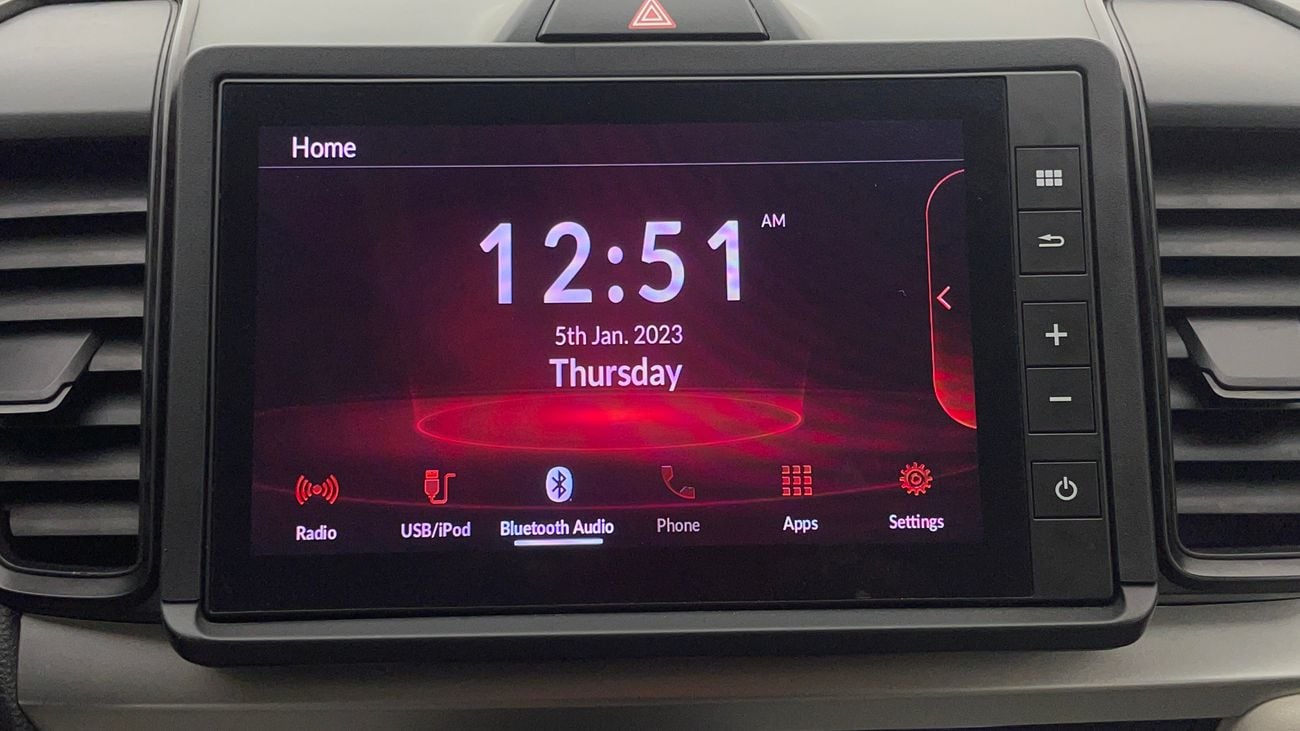 Home
12:51 AM
5th Jan. 2023
Thursday
Radio
USB/iPod
Bluetooth Audio
Phone
Apps
Settings